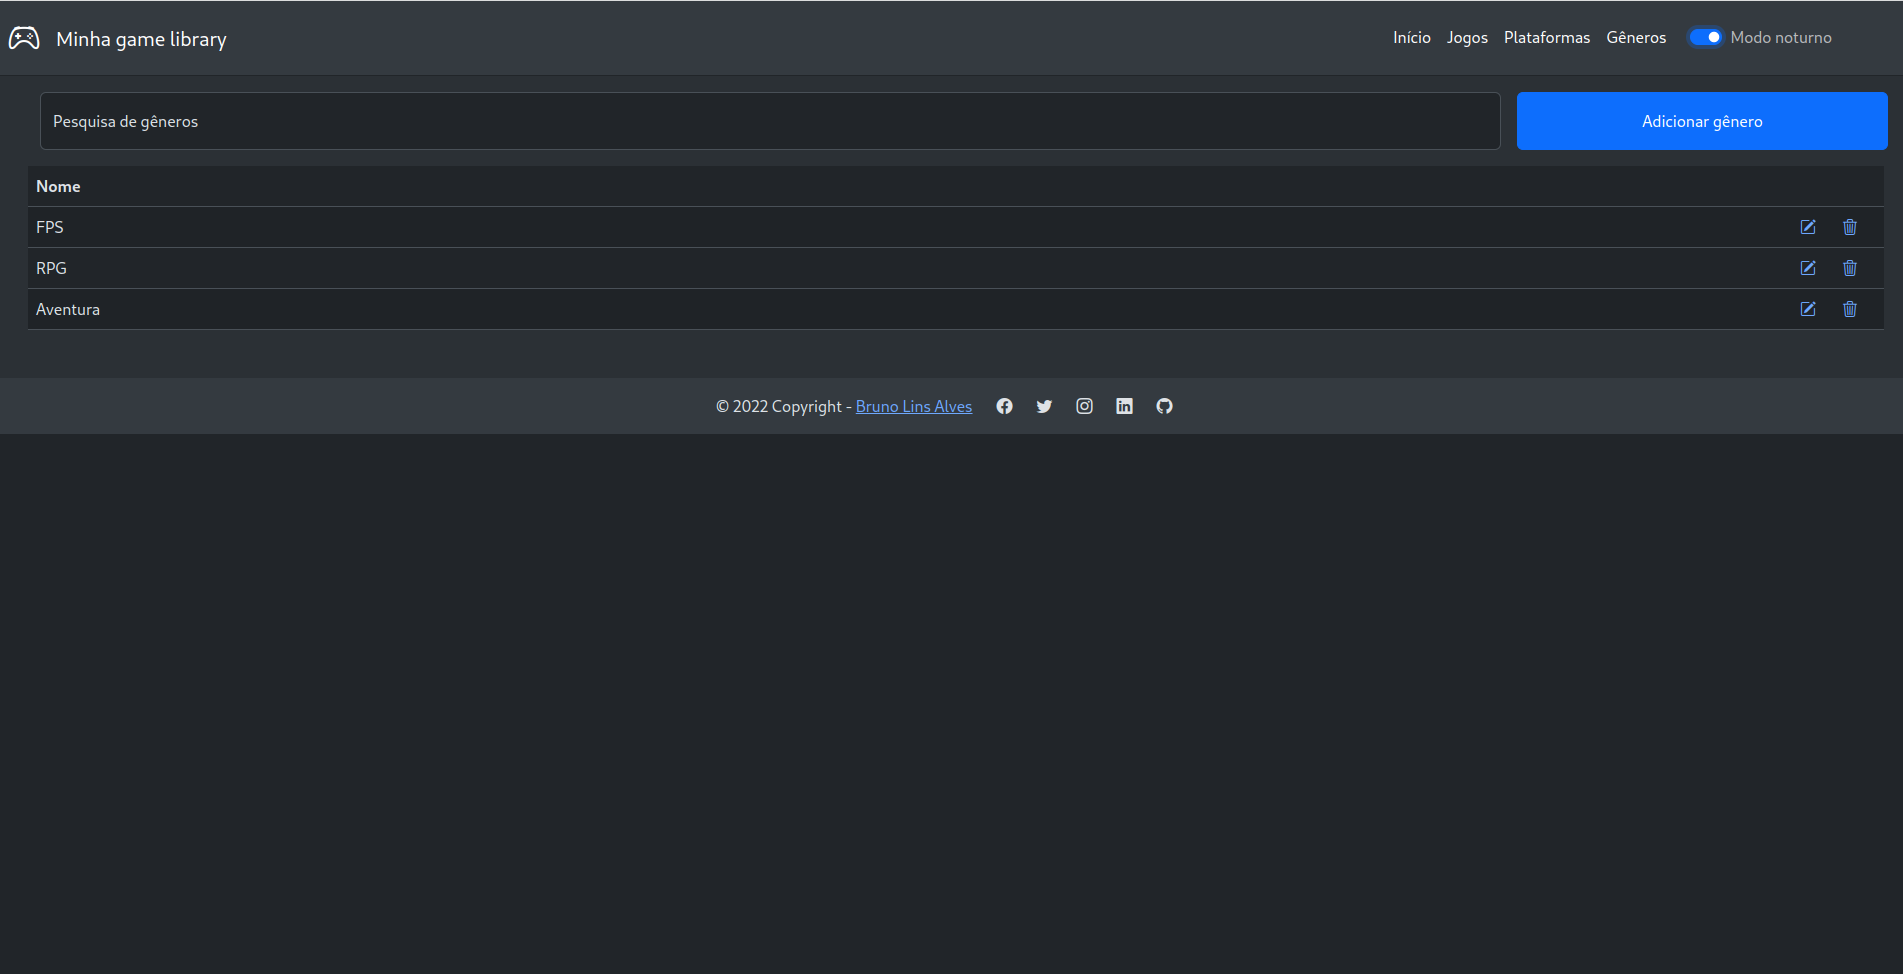 Minha game library
Início Jogos Plataformas Gêneros Modo noturno
Pesquisa de gêneros
Adicionar gênero
Nome
FPS
RPG
Aventura
© 2022 Copyright - Bruno Lins Alves